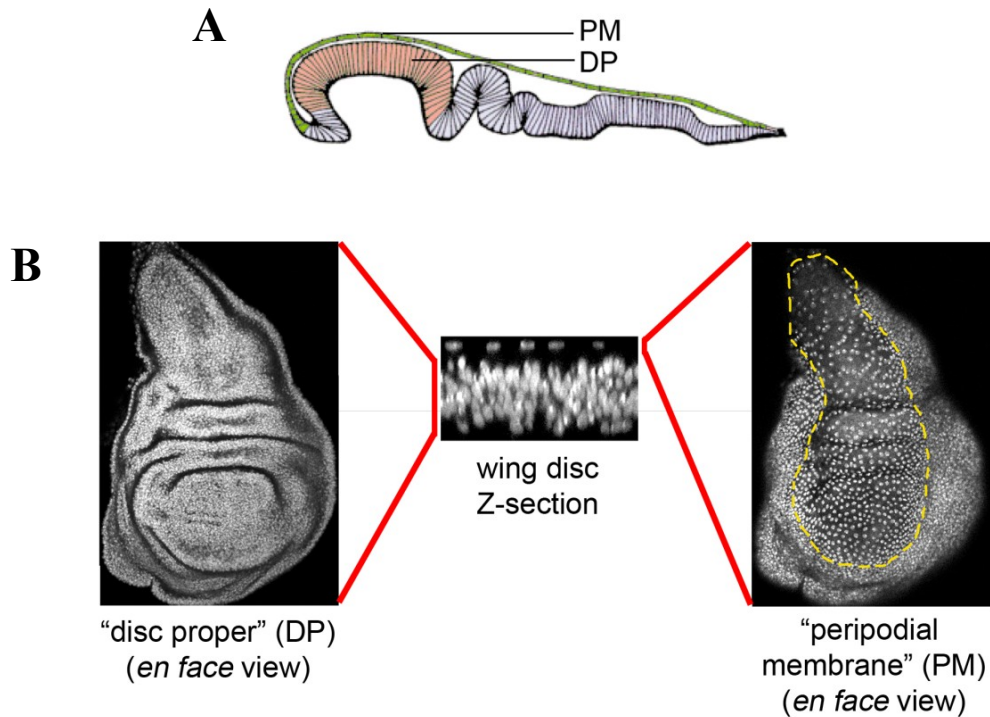 A
PM
DP
B
wing disc
Z-section
“disc proper” (DP)
(en face view)
“peripodial
membrane” (PM)
(en face view)